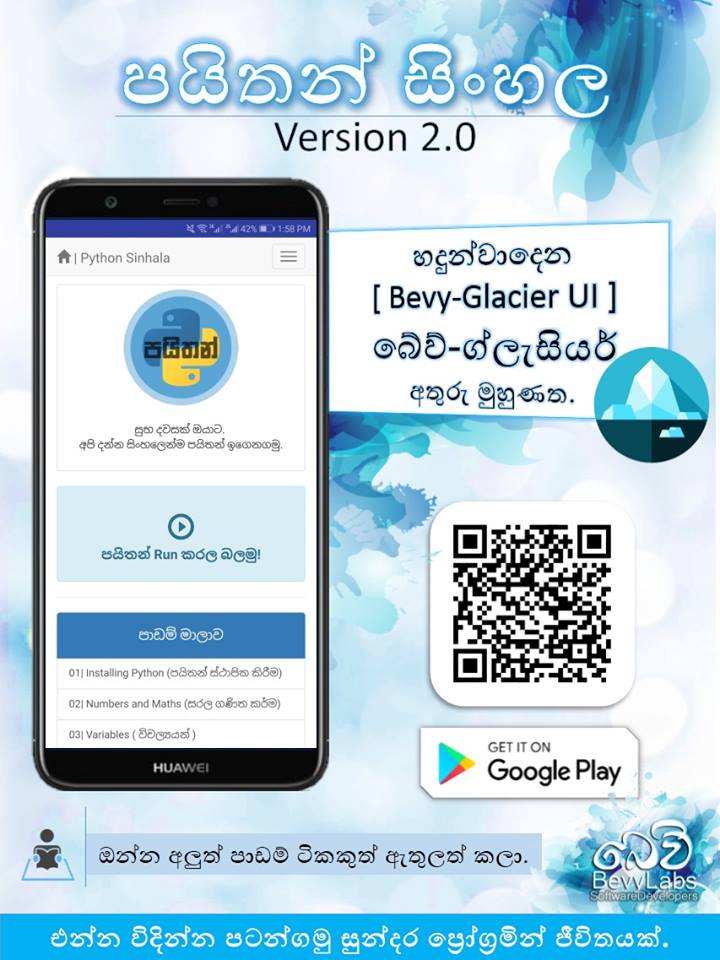 පයිතන් සිංහල
Version 2.0
42% 1:58 PM
| Python Sinhala
පයිතන්
සුභ දවසක් ඔයාට.
අපි දන්න සිංහලෙන්ම පයිතන් ඉගෙනගමු.
පයිතන් Run කරල බලමු!
පාඩම් මාලාව
01| Installing Python (පයිතන් ස්ථාපිත කිරීම)
02| Numbers and Maths (සරල ගණිත කර්ම)
03| Variables ( විචල්‍යයන් )
HUAWEI
හඳුන්වාදෙන
[ Bevy-Glacier UI ]
බේව්-ග්ලැසියර්
අතුරු මුහුණත.
GET IT ON
Google Play
ඔන්න අලුත් පාඩම් ටිකකුත් ඇතුලත් කලා.
බෙවි
BevyLabs
SoftwareDevelopers
එන්න විදින්න පටන්ගමු සුන්දර ප්‍රෝග්‍රමින් ජීවිතයක්.